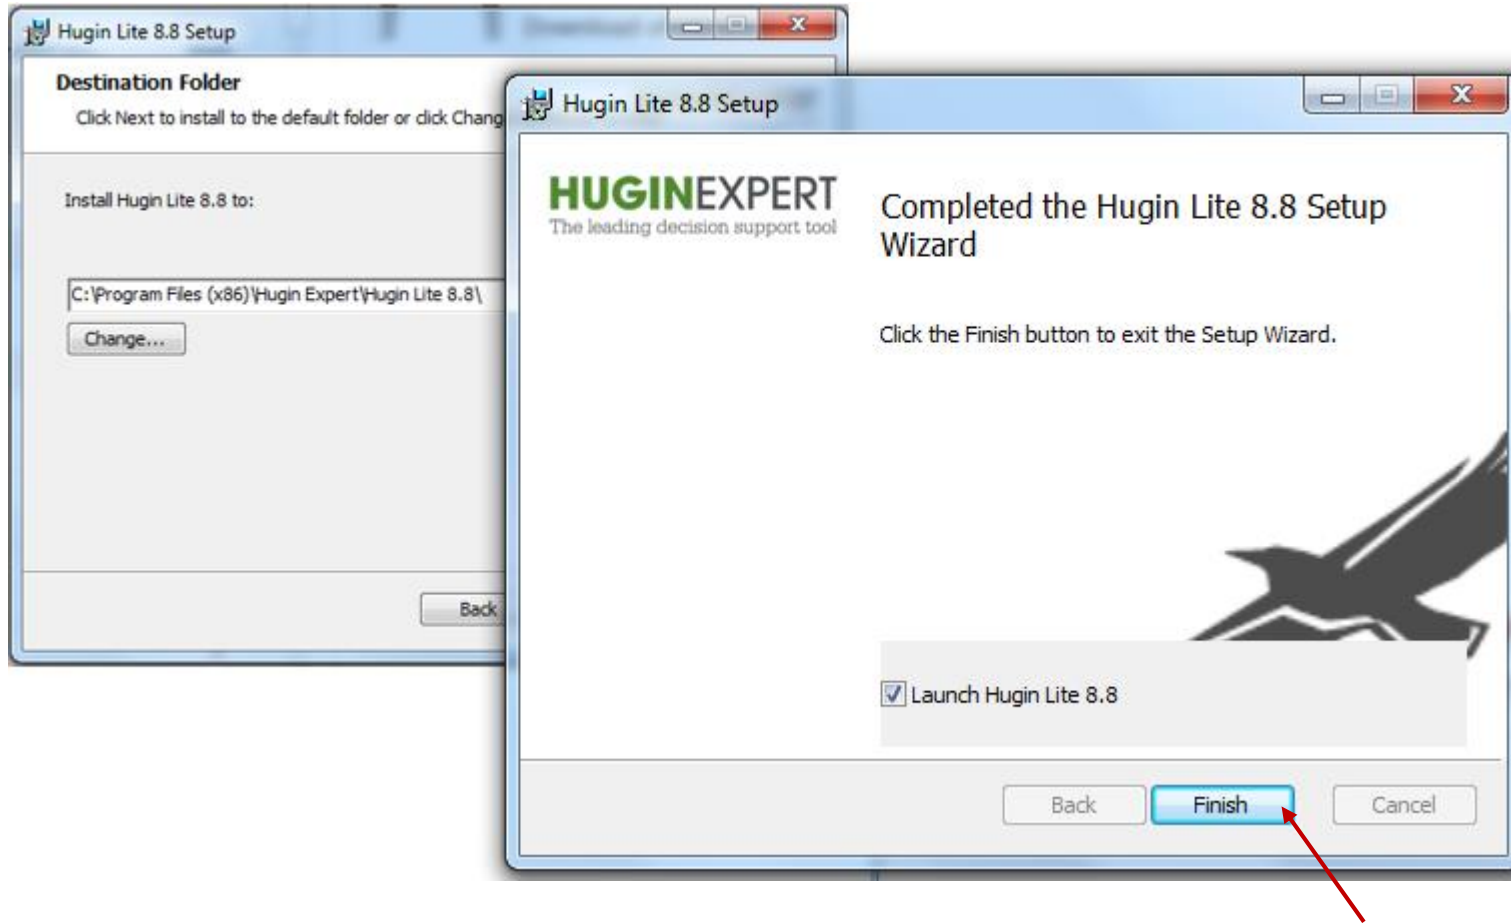 Hugin Lite 8.8 Setup
Destination Folder
Click Next to install to the default folder or click Chang
Install Hugin Lite 8.8 to:
C:\Program Files (x86)\Hugin Expert\Hugin Lite 8.8\
Change...
Back
Hugin Lite 8.8 Setup
HUGINEXPERT
The leading decision support tool
Completed the Hugin Lite 8.8 Setup
Wizard
Click the Finish button to exit the Setup Wizard.
Launch Hugin Lite 8.8
Back
Finish
Cancel